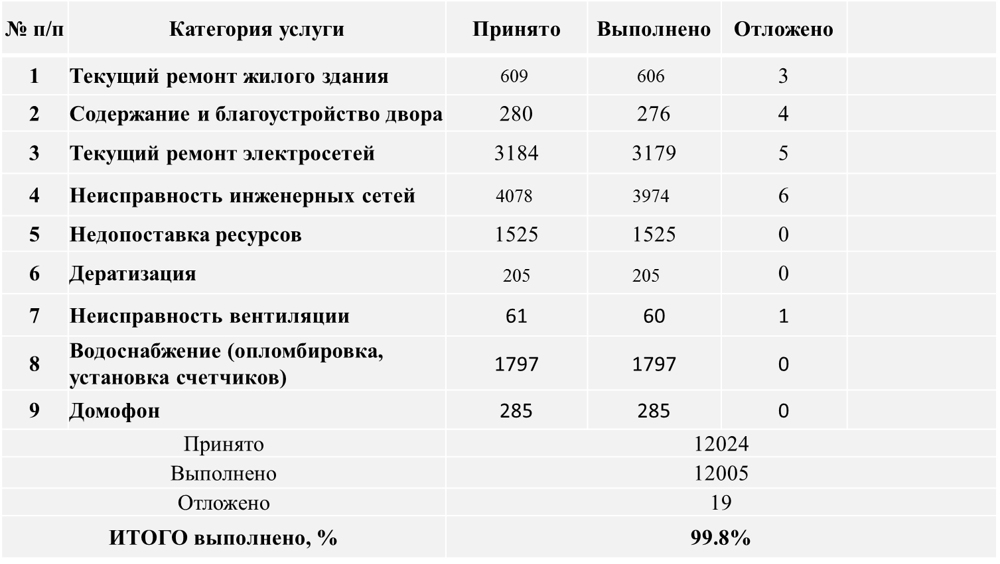 № п/п Категория услуги Принято Выполнено Отложено
1 Текущий ремонт жилого здания 609 606 3
2 Содержание и благоустройство двора 280 276 4
3 Текущий ремонт электросетей 3184 3179 5
4 Неисправность инженерных сетей 4078 3974 6
5 Недопоставка ресурсов 1525 1525 0
6 Дератизация 205 205 0
7 Неисправность вентиляции 61 60 1
8 Водоснабжение (опломбировка,
установка счетчиков) 1797 1797 0
9 Домофон 285 285 0
Принято 12024
Выполнено 12005
Отложено 19
ИТОГО выполнено, % 99.8%